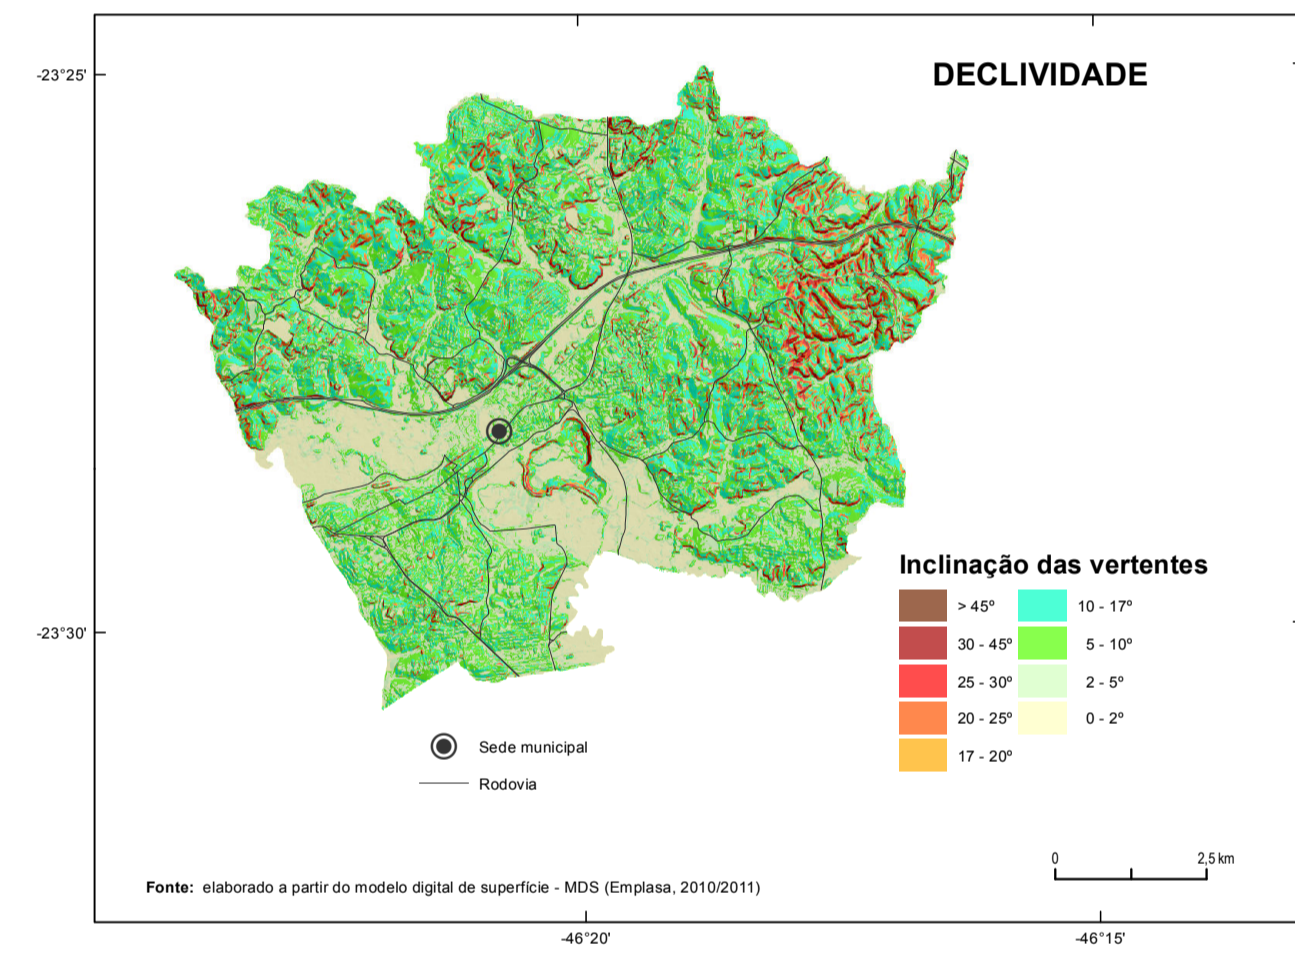 DECLIVIDADE
-23°25'
-23°30'
Inclinação das vertentes
> 45º
10 - 17º
30 - 45º
5 - 10º
25 - 30º
2 - 5º
20 - 25º
0 - 2º
17 - 20º
Sede municipal
Rodovia
0 2,5 km
Fonte: elaborado a partir do modelo digital de superfície - MDS (Emplasa, 2010/2011)
-46°20'
-46°15'